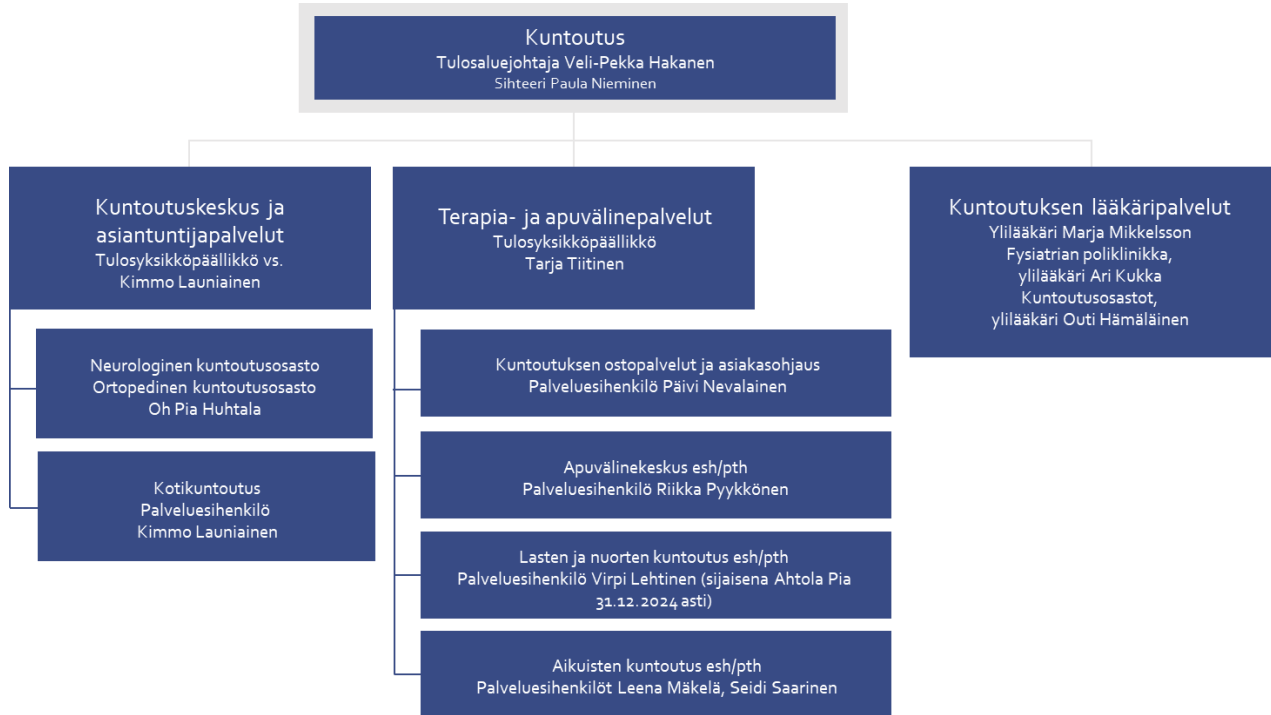 Kuntoutus
Tulosaluejohtaja Veli-Pekka Hakanen
Sihteeri Paula Nieminen
Kuntoutuskeskus ja
asiantuntijapalvelut
Tulosyksikköpäällikkö vs.
Kimmo Launiainen
Neurologinen kuntoutusosasto
Ortopedinen kuntoutusosasto
Oh Pia Huhtala
Kotikuntoutus
Palveluesihenkilö
Kimmo Launiainen
Terapia- ja apuvälinepalvelut
Tulosyksikköpäällikkö
Tarja Tiitinen
Kuntoutuksen ostopalvelut ja asiakasohjaus
Palveluesihenkilö Päivi Nevalainen
Apuvälinekeskus esh/pth
Palveluesihenkilö Riikka Pyykkönen
Lasten ja nuorten kuntoutus esh/pth
Palveluesihenkilö Virpi Lehtinen (sijaisena Ahtola Pia
31.12.2024 asti)
Aikuisten kuntoutus esh/pth
Palveluesihenkilöt Leena Mäkelä, Seidi Saarinen
Kuntoutuksen lääkäripalvelut
Ylilääkäri Marja Mikkelsson
Fysiatrian poliklinikka,
ylilääkäri Ari Kukka
Kuntoutusosastot,
ylilääkäri Outi Hämäläinen